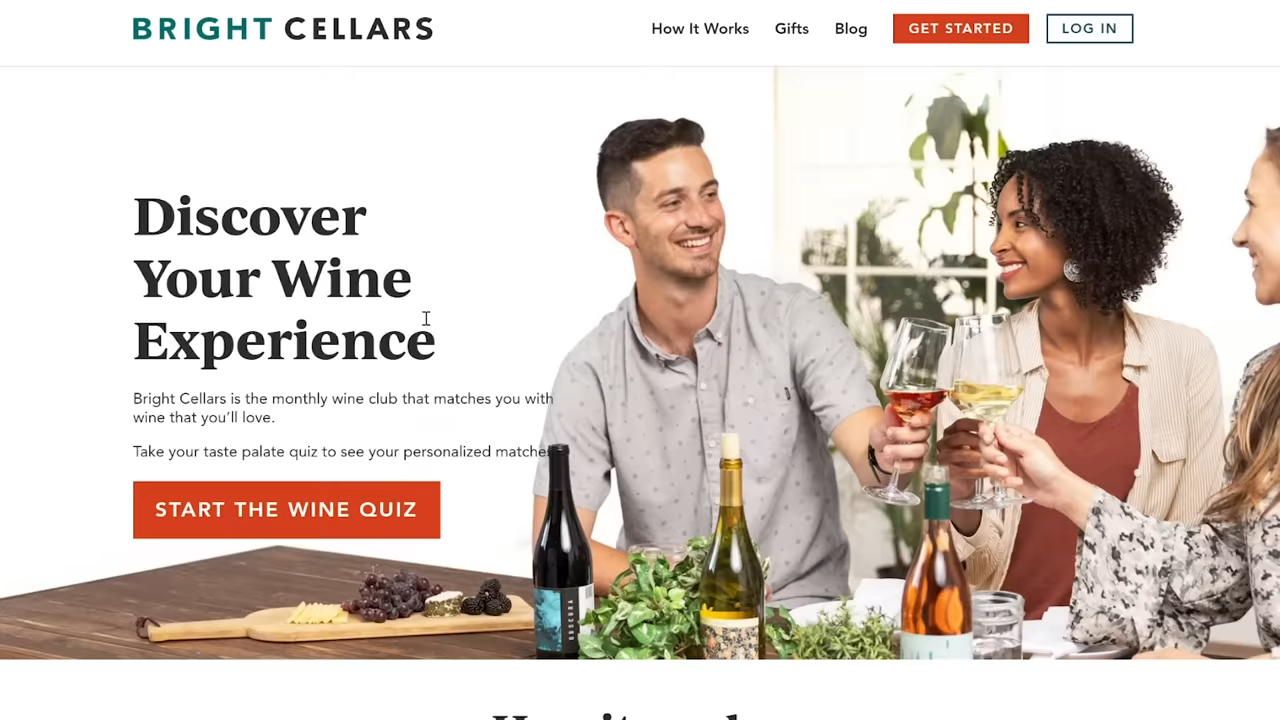 BRIGHT CELLARS
How It Works
Gifts
Blog
GET STARTED
LOG IN
Discover
Your Wine
Experience
Bright Cellars is the monthly wine club that matches you with
wine that you'll love.
Take your taste palate quiz to see your personalized matches
START THE WINE QUIZ
OBSCURA